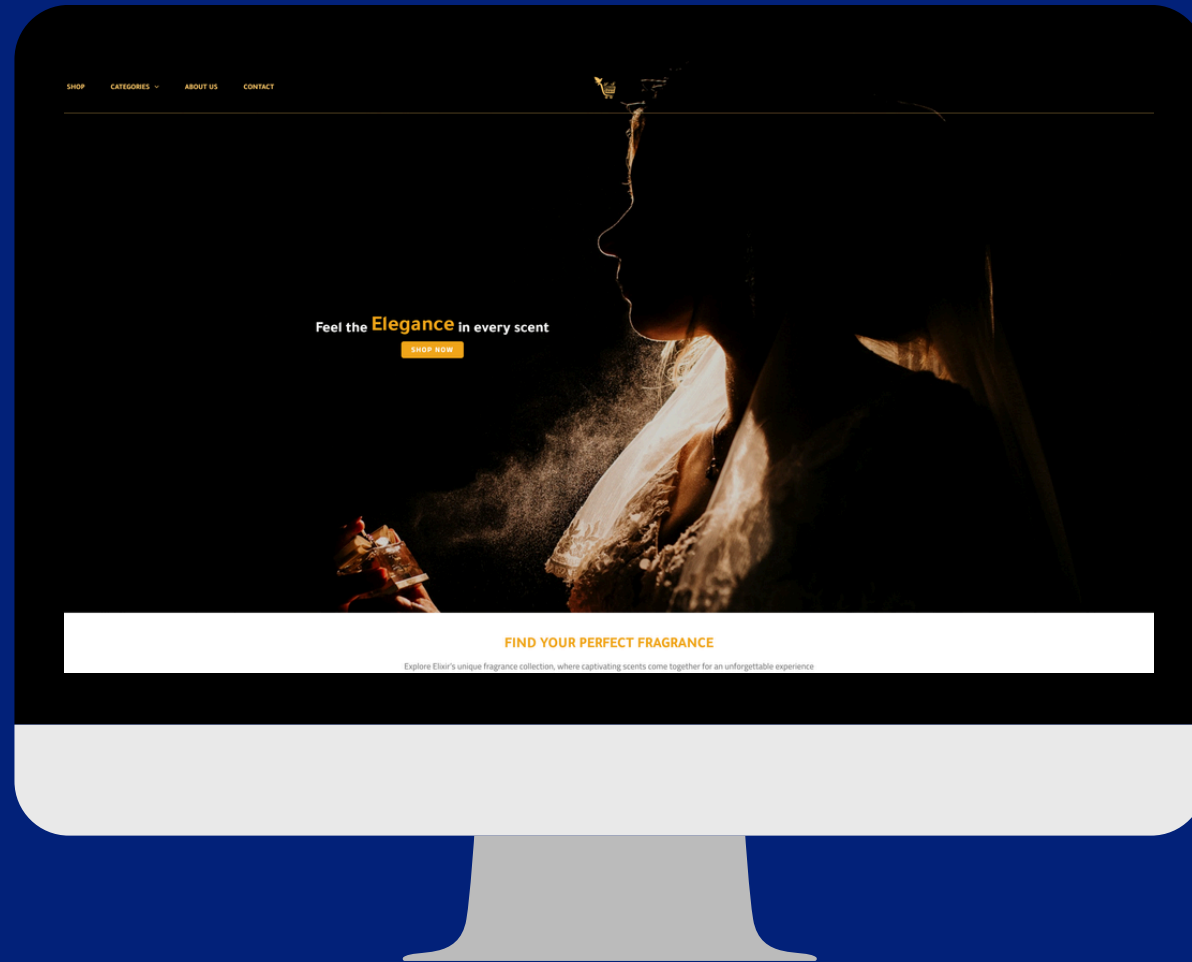 SHOP
CATEGORIES
ABOUT US
CONTACT
Feel the Elegance in every scent
SHOP NOW
FIND YOUR PERFECT FRAGRANCE
Explore Elixir's unique fragrance collection, where captivating scents come together for an unforgettable experience